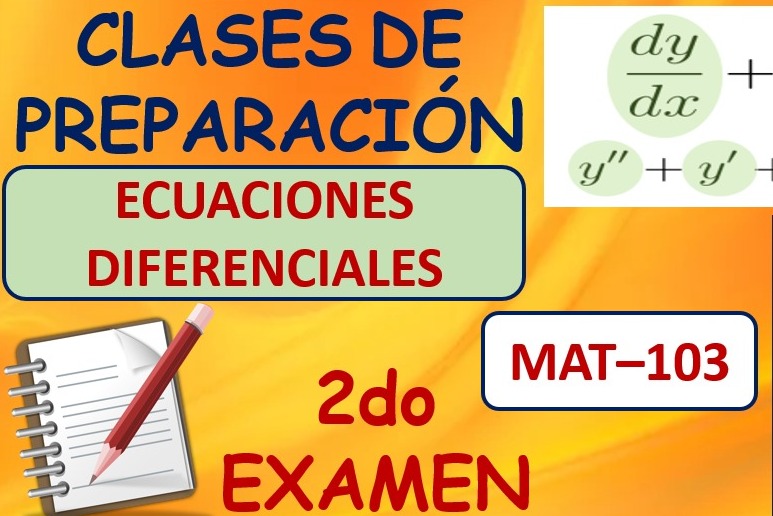 CLASES DE
PREPARACIÓN
ECUACIONES
DIFERENCIALES
dy
dx
+
y″ + y′ +
MAT–103
2do
EXAMEN